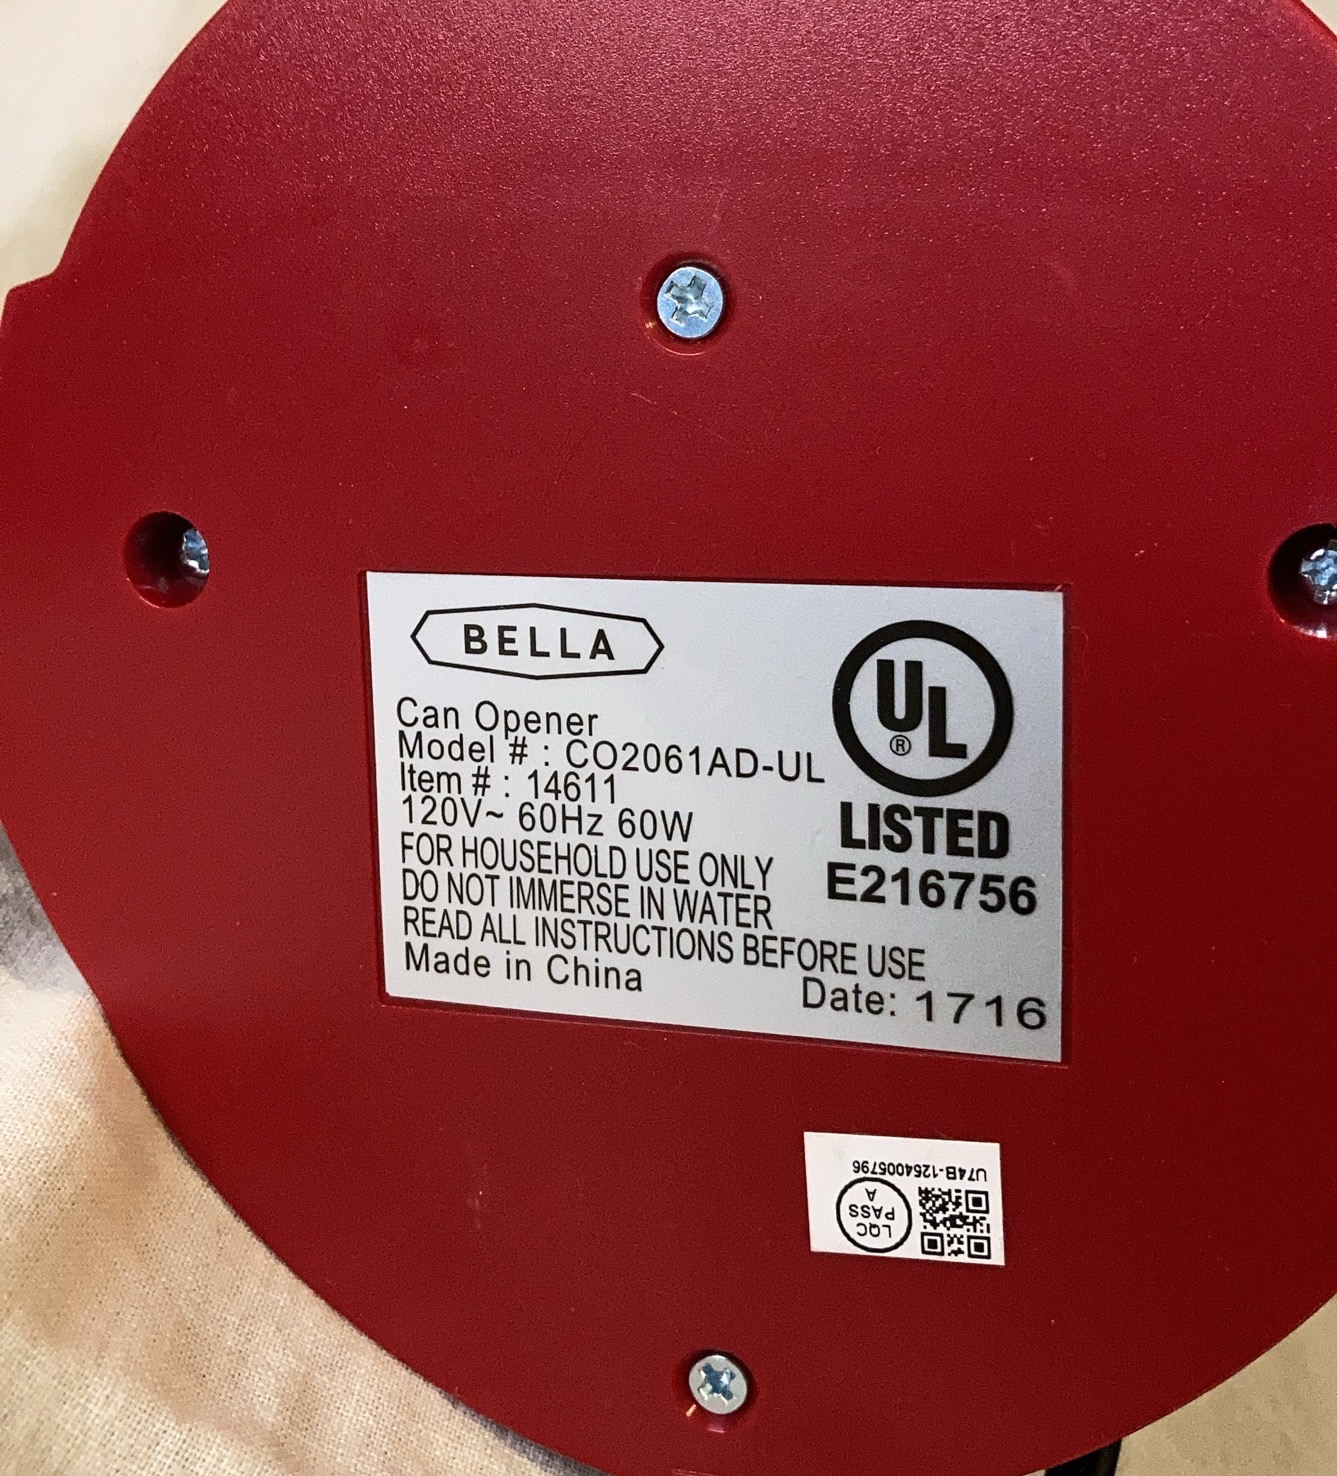 BELLA
Can Opener
Model # : CO2061AD-UL
Item # : 14611
120V~ 60Hz 60W
FOR HOUSEHOLD USE ONLY
DO NOT IMMERSE IN WATER
READ ALL INSTRUCTIONS BEFORE USE
Made in China
UL
®
LISTED
E216756
Date: 1716
U74B-1254005796
LQC
PASS
A